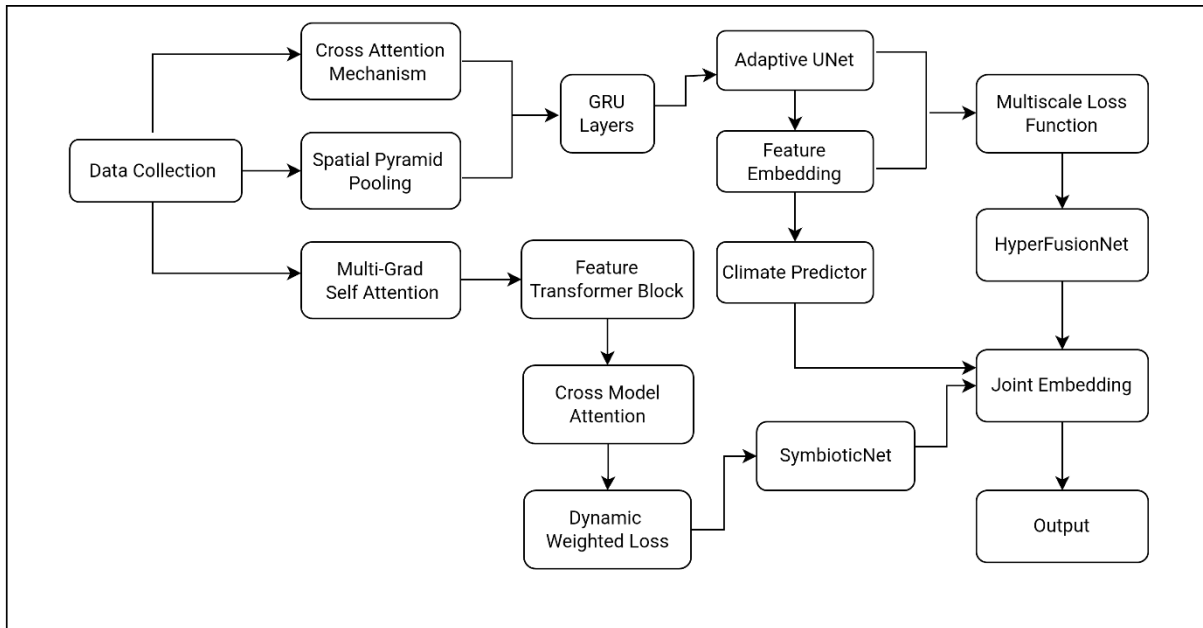 Cross Attention
Mechanism
Adaptive UNet
GRU
Layers
Multiscale Loss
Function
Data Collection
Spatial Pyramid
Pooling
Feature
Embedding
HyperFusionNet
Multi-Grad
Self Attention
Feature
Transformer Block
Climate Predictor
Cross Model
Attention
Joint Embedding
SymbioticNet
Dynamic
Weighted Loss
Output